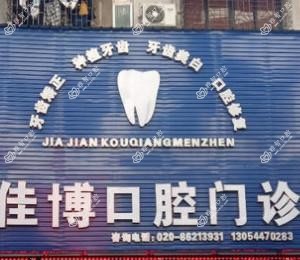 牙齿矫正 种植牙齿 牙齿美白 口腔修复
JIA JIAN KOUQIANGMENZHEN
佳博口腔门诊
咨询电话:020-86213931 13054470283